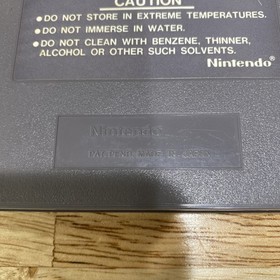 CAUTION
•DO NOT STORE IN EXTREME TEMPERATURES.
•DO NOT IMMERSE IN WATER.
•DO NOT CLEAN WITH BENZENE, THINNER,
ALCOHOL OR OTHER SUCH SOLVENTS.
Nintendo®
Nintendo